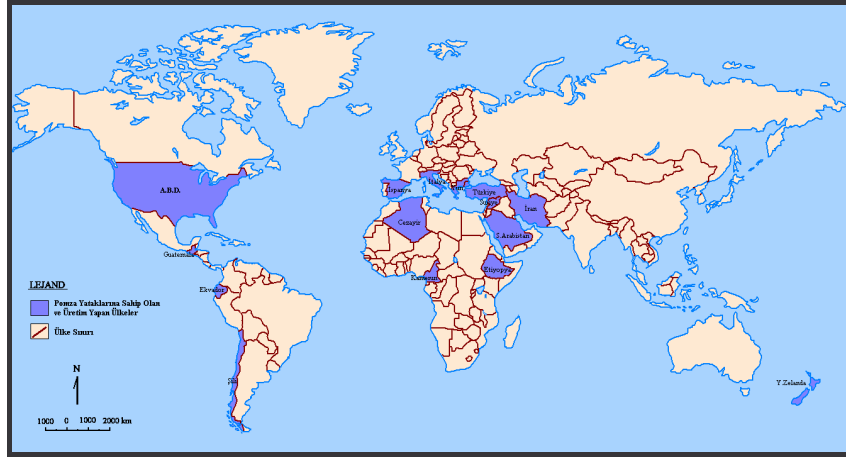 A.B.D.
İspanya
İtalya
Türkiye
Suriye
İran
Cezayir
S.Arabistan
Guatemala
Etiyopya
Kamerun
Ekvador
LEJAND
Pomza Yataklarına Sahip Olan
ve Üretim Yapan Ülkeler
Ülke Sınırı
N
Şili
Y.Zelanda
1000 0 1000 2000 km